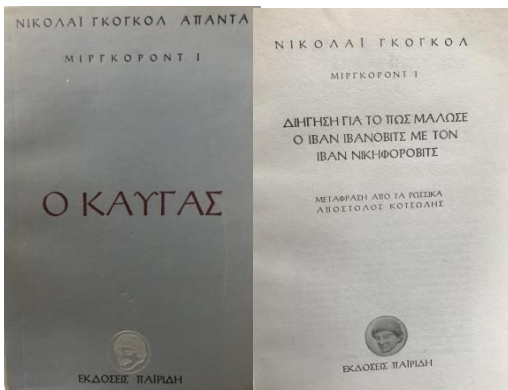 ΝΙΚΟΛΑΪ ΓΚΟΓΚΟΛ ΑΠΑΝΤΑ
ΜΙΡΓΚΟΡΟΝΤ Ι
Ο ΚΑΥΓΑΣ
ΕΚΔΟΣΕΙΣ ΠΑΪΡΙΔΗ
ΝΙΚΟΛΑΪ ΓΚΟΓΚΟΛ
ΜΙΡΓΚΟΡΟΝΤ Ι
ΔΙΗΓΗΣΗ ΓΙΑ ΤΟ ΠΩΣ ΜΑΛΩΣΕ
Ο ΙΒΑΝ ΙΒΑΝΟΒΙΤΣ ΜΕ ΤΟΝ
ΙΒΑΝ ΝΙΚΗΦΟΡΟΒΙΤΣ
ΜΕΤΑΦΡΑΣΗ ΑΠΟ ΤΑ ΡΩΣΣΙΚΑ
ΑΠΟΣΤΟΛΟΣ ΚΟΤΣΩΛΗΣ
ΕΚΔΟΣΕΙΣ ΠΑΪΡΙΔΗ